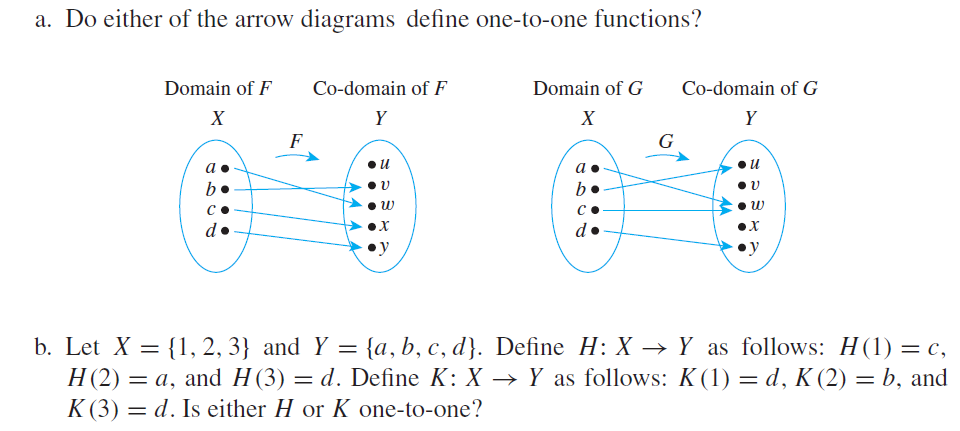 a. Do either of the arrow diagrams define one-to-one functions?
Domain of F Co-domain of F Domain of G Co-domain of G
X Y X Y
F G
a • • u a • • u
b • • v b • • v
c • • w c • • w
d • • x d • • x
• y • y
b. Let X = {1, 2, 3} and Y = {a, b, c, d}. Define H: X → Y as follows: H(1) = c,
H(2) = a, and H(3) = d. Define K: X → Y as follows: K(1) = d, K(2) = b, and
K(3) = d. Is either H or K one-to-one?